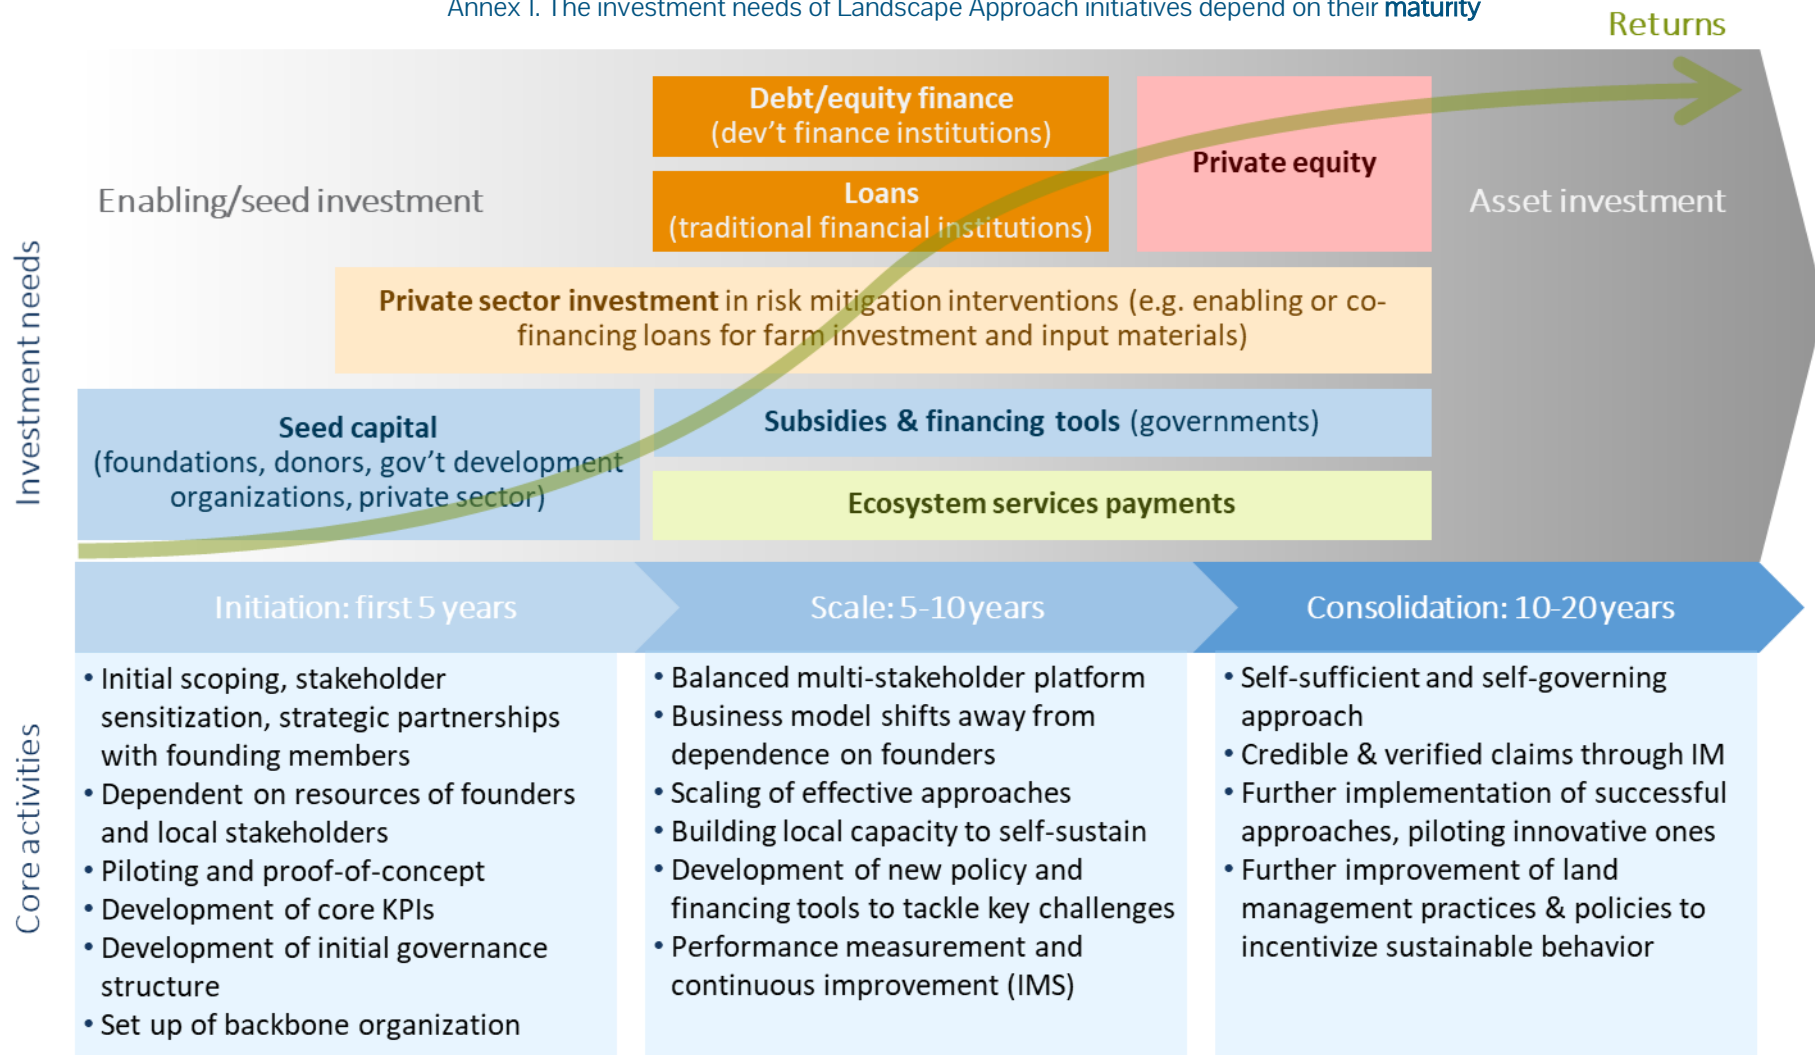 Annex 1. The investment needs of Landscape Approach initiatives depend on their maturity
Returns
Investment needs
Enabling/seed investment
Debt/equity finance
(dev't finance institutions)
Loans
(traditional financial institutions)
Private equity
Asset investment
Private sector investment in risk mitigation interventions (e.g. enabling or co-
financing loans for farm investment and input materials)
Seed capital
(foundations, donors, gov't development
organizations, private sector)
Subsidies & financing tools (governments)
Ecosystem services payments
Initiation: first 5 years
Scale: 5-10 years
Consolidation: 10-20 years
Core activities
• Initial scoping, stakeholder
sensitization, strategic partnerships
with founding members
• Dependent on resources of founders
and local stakeholders
• Piloting and proof-of-concept
• Development of core KPIs
• Development of initial governance
structure
• Set up of backbone organization
• Balanced multi-stakeholder platform
• Business model shifts away from
dependence on founders
• Scaling of effective approaches
• Building local capacity to self-sustain
• Development of new policy and
financing tools to tackle key challenges
• Performance measurement and
continuous improvement (IMS)
• Self-sufficient and self-governing
approach
• Credible & verified claims through IM
• Further implementation of successful
approaches, piloting innovative ones
• Further improvement of land
management practices & policies to
incentivize sustainable behavior